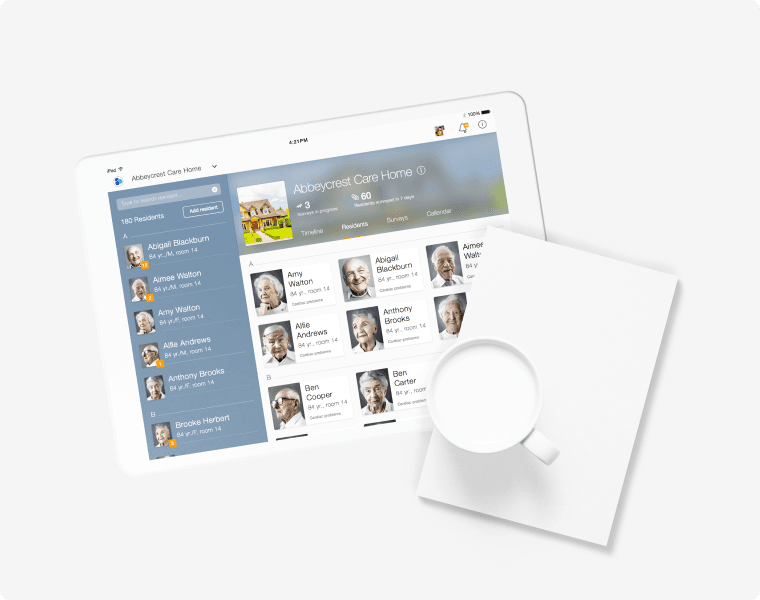 iPad
4:21PM
100%
Abbeycrest Care Home
Type to search resident...
180 Residents
Add resident
A
Abigail Blackburn
84 yr./M, room 14
12
Aimee Walton
84 yr./M, room 14
2
Amy Walton
84 yr./F, room 14
Alfie Andrews
84 yr./M, room 14
1
Anthony Brooks
84 yr./F, room 14
B
Brooke Herbert
84 yr./F, room 14
Abbeycrest Care Home
3
Surveys in progress
60
Residents surveyed in 7 days
Timeline
Residents
Surveys
Calendar
A
Amy
Walton
84 yr., room 14
Cardiac problems
Abigail
Blackburn
84 yr., room 14
Cardiac problems
Aimee
84 yr.
Alfie
Andrews
84 yr., room 14
Cardiac problems
Anthony
Brooks
84 yr., room 14
Cardiac problems
B
Ben
Cooper
84 yr., room 14
Cardiac problems
Ben
Carter
84 yr., room
Cardiac problems